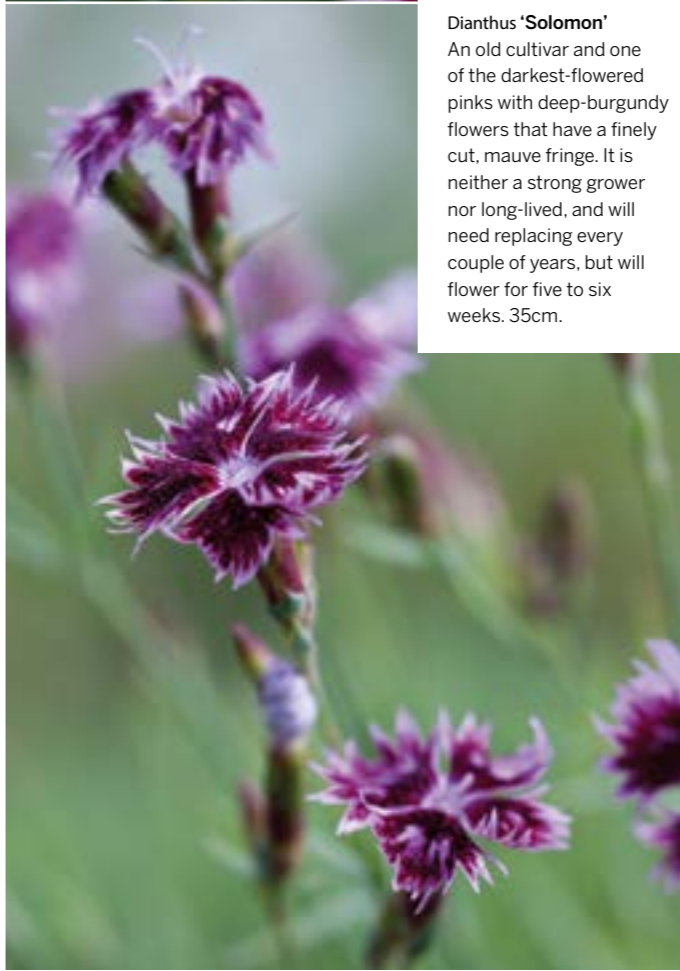 Dianthus ‘Solomon’
An old cultivar and one
of the darkest-flowered
pinks with deep-burgundy
flowers that have a finely
cut, mauve fringe. It is
neither a strong grower
nor long-lived, and will
need replacing every
couple of years, but will
flower for five to six
weeks. 35cm.